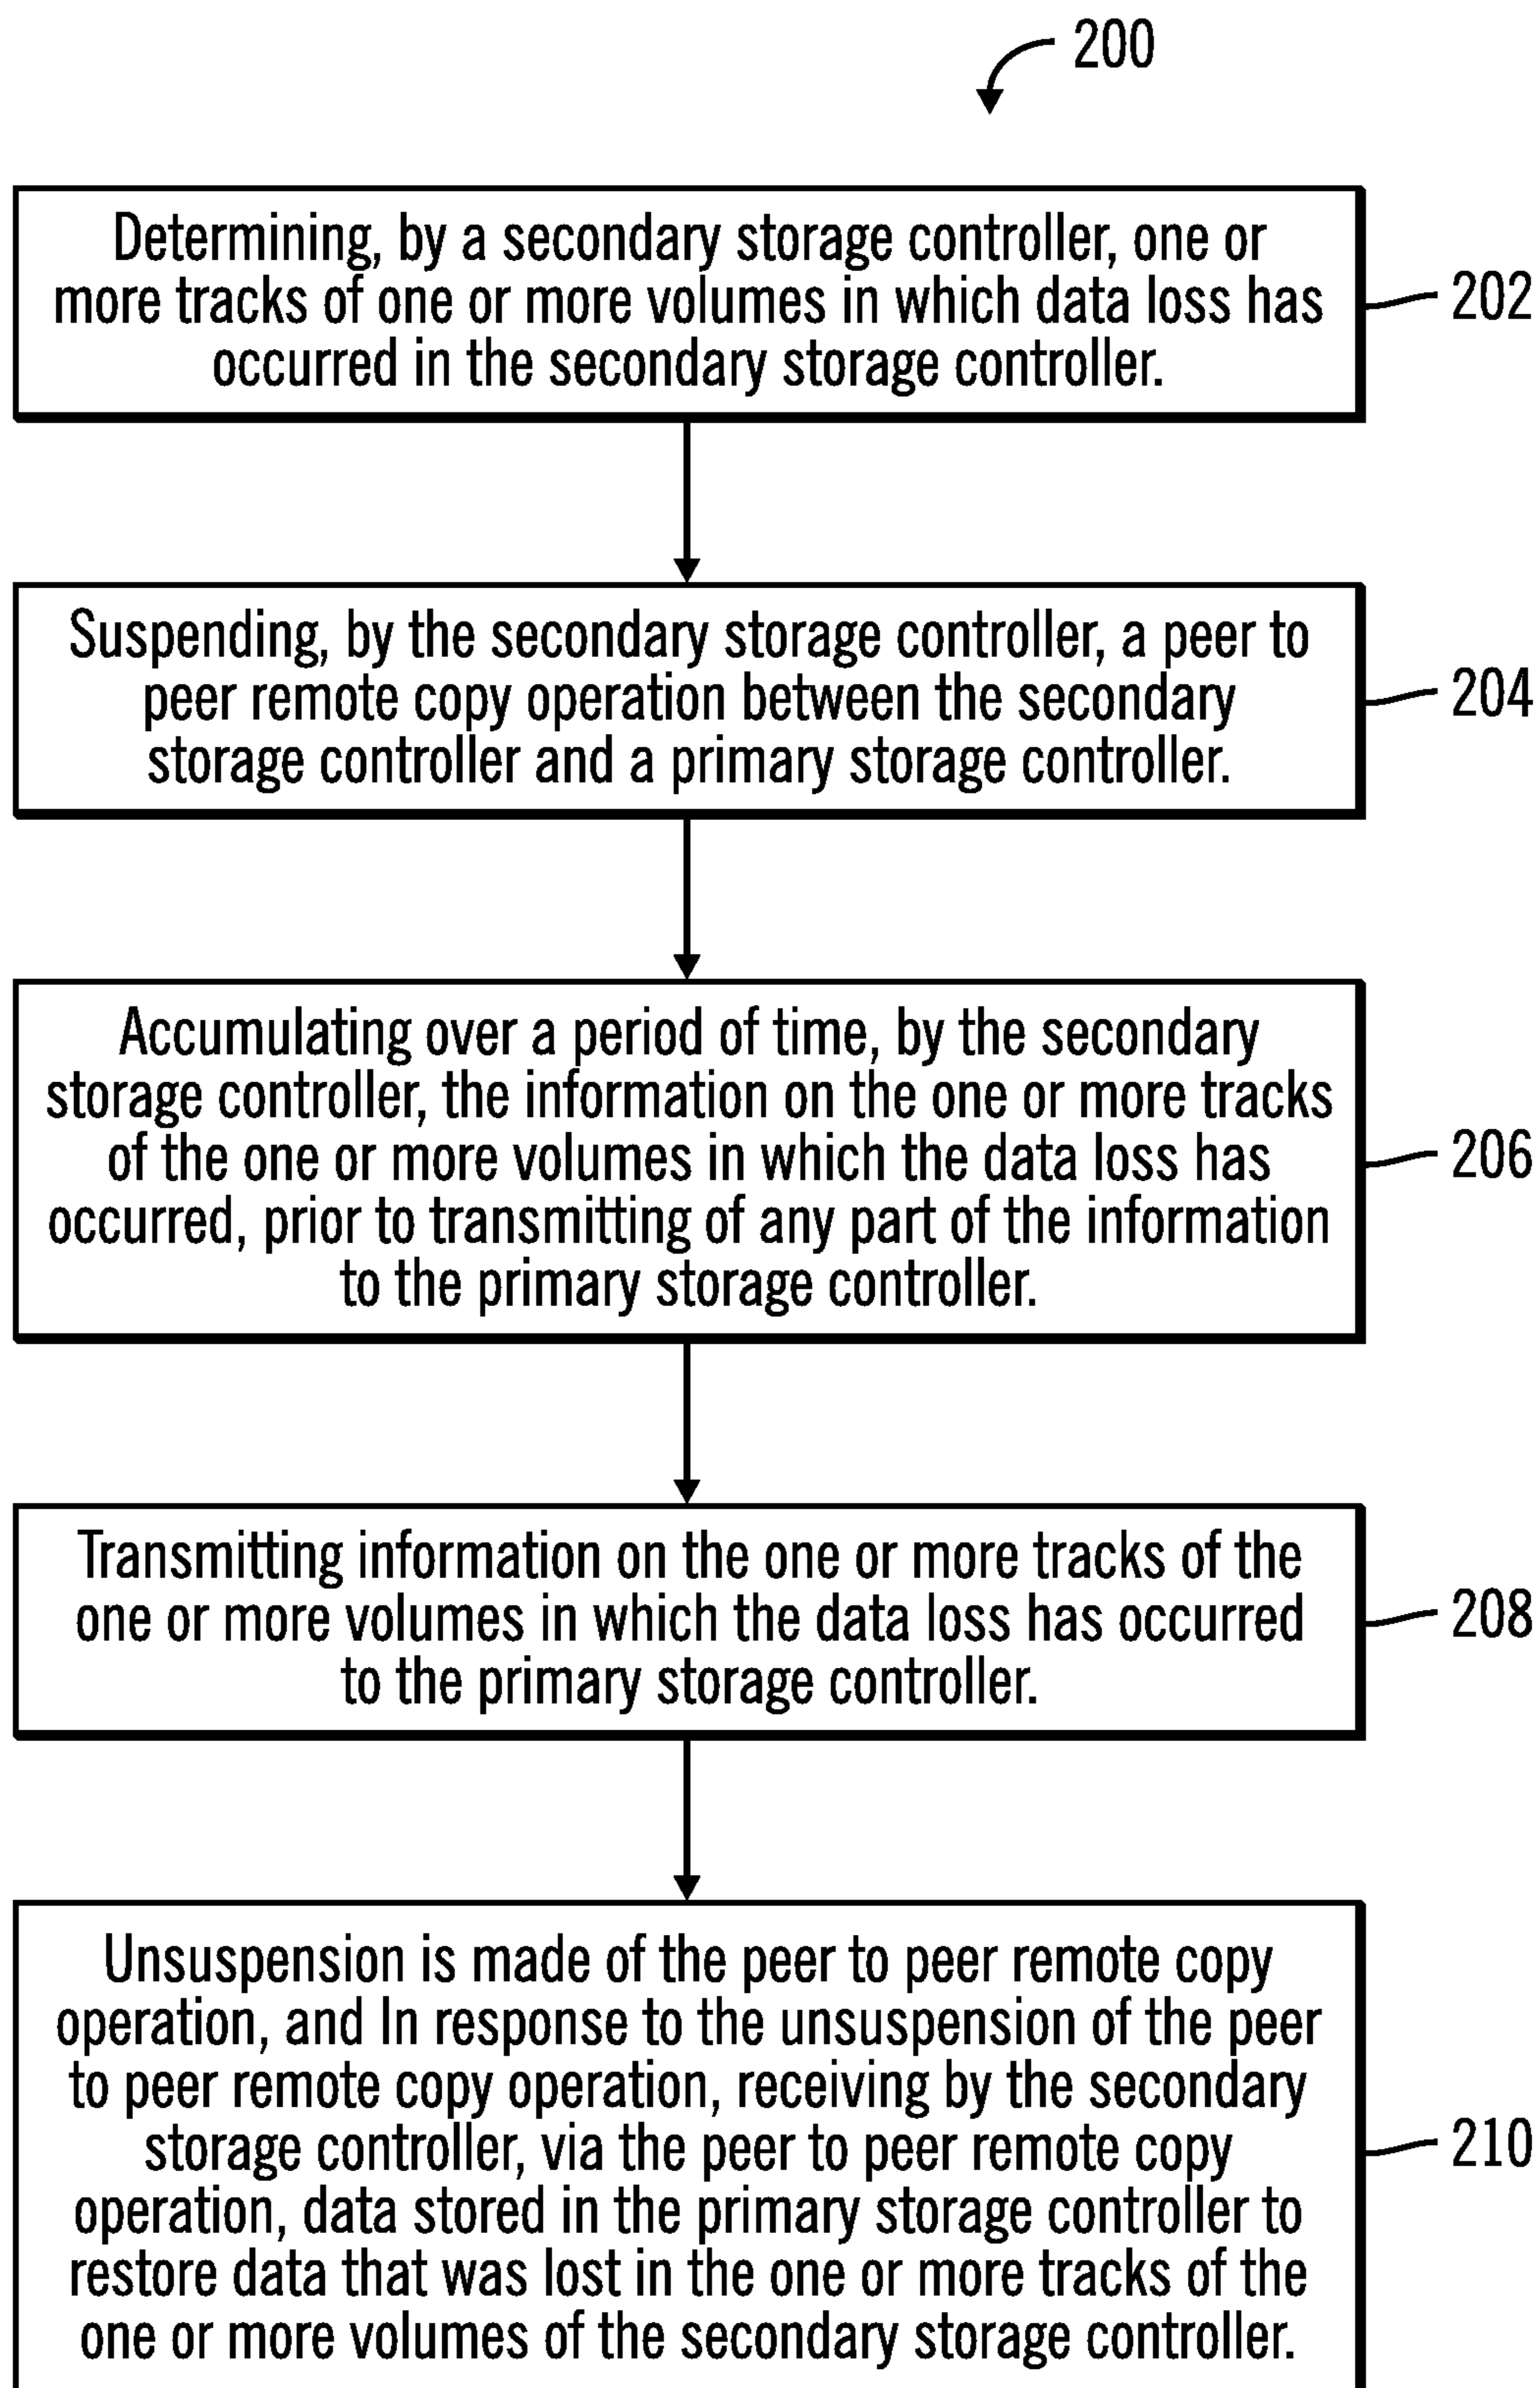 200
Determining, by a secondary storage controller, one or
more tracks of one or more volumes in which data loss has
occurred in the secondary storage controller.
202
Suspending, by the secondary storage controller, a peer to
peer remote copy operation between the secondary
storage controller and a primary storage controller.
204
Accumulating over a period of time, by the secondary
storage controller, the information on the one or more tracks
of the one or more volumes in which the data loss has
occurred, prior to transmitting of any part of the information
to the primary storage controller.
206
Transmitting information on the one or more tracks of the
one or more volumes in which the data loss has occurred
to the primary storage controller.
208
Unsuspension is made of the peer to peer remote copy
operation, and In response to the unsuspension of the peer
to peer remote copy operation, receiving by the secondary
storage controller, via the peer to peer remote copy
operation, data stored in the primary storage controller to
restore data that was lost in the one or more tracks of the
one or more volumes of the secondary storage controller.
210